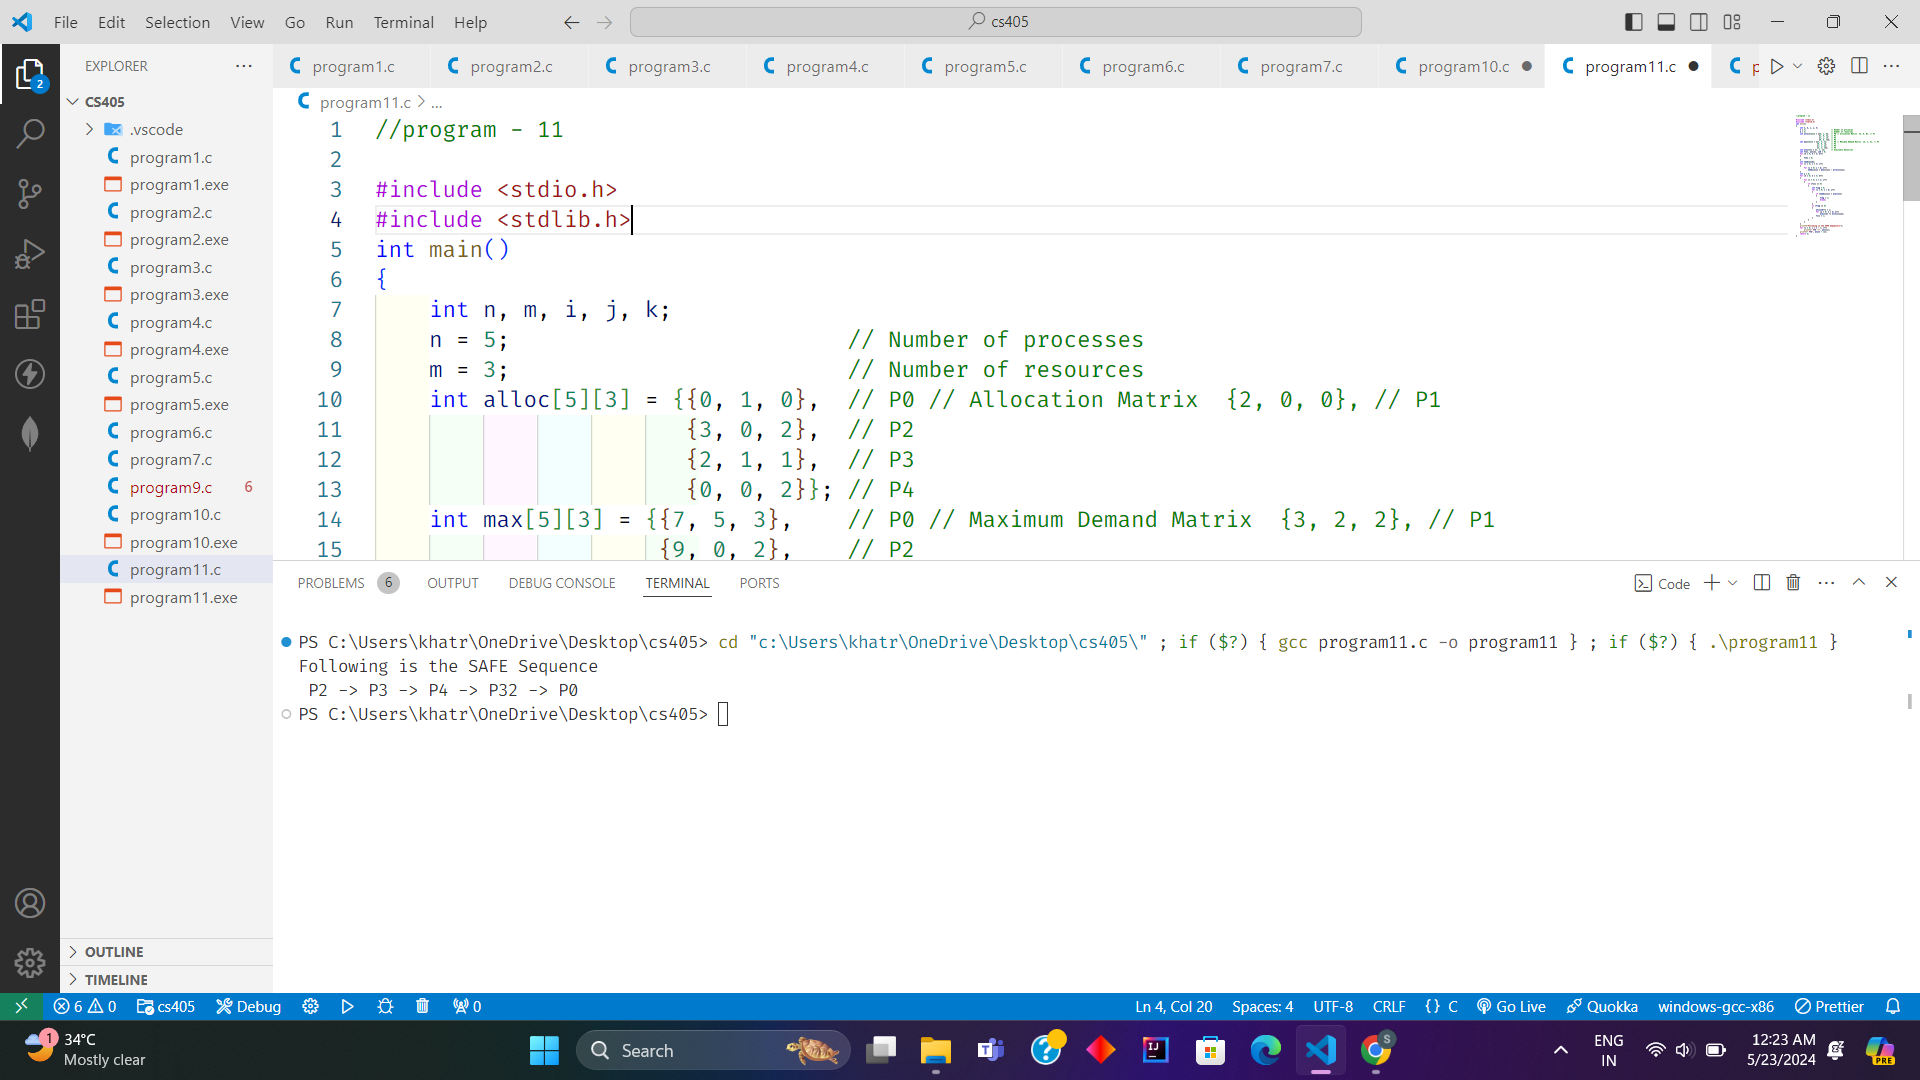 File Edit Selection View Go Run Terminal Help
cs405
EXPLORER
program1.c program2.c program3.c program4.c program5.c program6.c program7.c program10.c program11.c p
program11.c > ...
2
CS405
.vscode
program1.c
program1.exe
program2.c
program2.exe
program3.c
program3.exe
program4.c
program4.exe
program5.c
program5.exe
program6.c
program7.c
program9.c 6
program10.c
program10.exe
program11.c
program11.exe
OUTLINE
TIMELINE
1 //program - 11
2
3 #include <stdio.h>
4 #include <stdlib.h>
5 int main()
6 {
7 int n, m, i, j, k;
8 n = 5; // Number of processes
9 m = 3; // Number of resources
10 int alloc[5][3] = {{0, 1, 0}, // P0 // Allocation Matrix {2, 0, 0}, // P1
11 {3, 0, 2}, // P2
12 {2, 1, 1}, // P3
13 {0, 0, 2}}; // P4
14 int max[5][3] = {{7, 5, 3}, // P0 // Maximum Demand Matrix {3, 2, 2}, // P1
15 {9, 0, 2}, // P2
PROBLEMS 6 OUTPUT DEBUG CONSOLE TERMINAL PORTS
Code
PS C:\Users\khatr\OneDrive\Desktop\cs405> cd "c:\Users\khatr\OneDrive\Desktop\cs405\" ; if ($?) { gcc program11.c -o program11 } ; if ($?) { .\program11 }
Following is the SAFE Sequence
P2 -> P3 -> P4 -> P32 -> P0
PS C:\Users\khatr\OneDrive\Desktop\cs405>
6 0 cs405 Debug 0 Ln 4, Col 20 Spaces: 4 UTF-8 CRLF {} C Go Live Quokka windows-gcc-x86 Prettier
1 34°C
Mostly clear
Search
S
ENG
IN
12:23 AM
5/23/2024
PRE